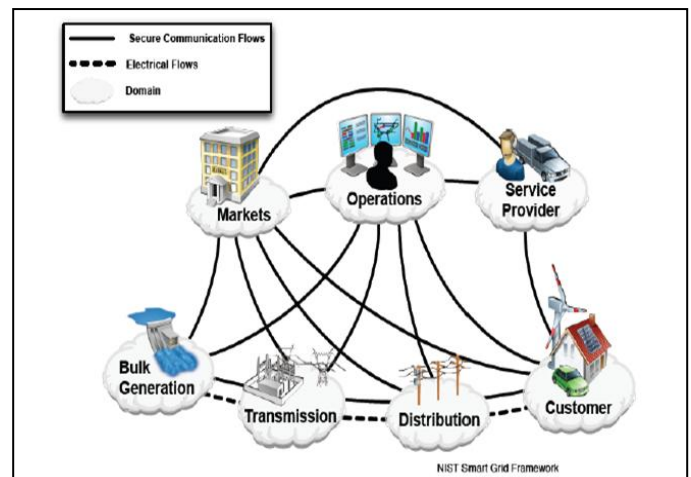 Secure Communication Flows
Electrical Flows
Domain
Markets
Operations
Service
Provider
Bulk
Generation
Transmission
Distribution
Customer
NIST Smart Grid Framework